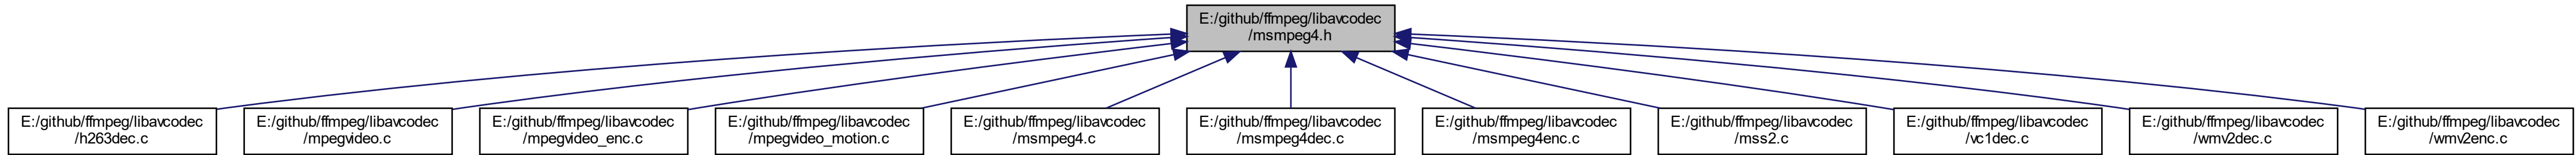 E:/github/ffmpeg/libavcodec
/msmpeg4.h
E:/github/ffmpeg/libavcodec
/h263dec.c
E:/github/ffmpeg/libavcodec
/mpegvideo.c
E:/github/ffmpeg/libavcodec
/mpegvideo_enc.c
E:/github/ffmpeg/libavcodec
/mpegvideo_motion.c
E:/github/ffmpeg/libavcodec
/msmpeg4.c
E:/github/ffmpeg/libavcodec
/msmpeg4dec.c
E:/github/ffmpeg/libavcodec
/msmpeg4enc.c
E:/github/ffmpeg/libavcodec
/mss2.c
E:/github/ffmpeg/libavcodec
/vc1dec.c
E:/github/ffmpeg/libavcodec
/wmv2dec.c
E:/github/ffmpeg/libavcodec
/wmv2enc.c